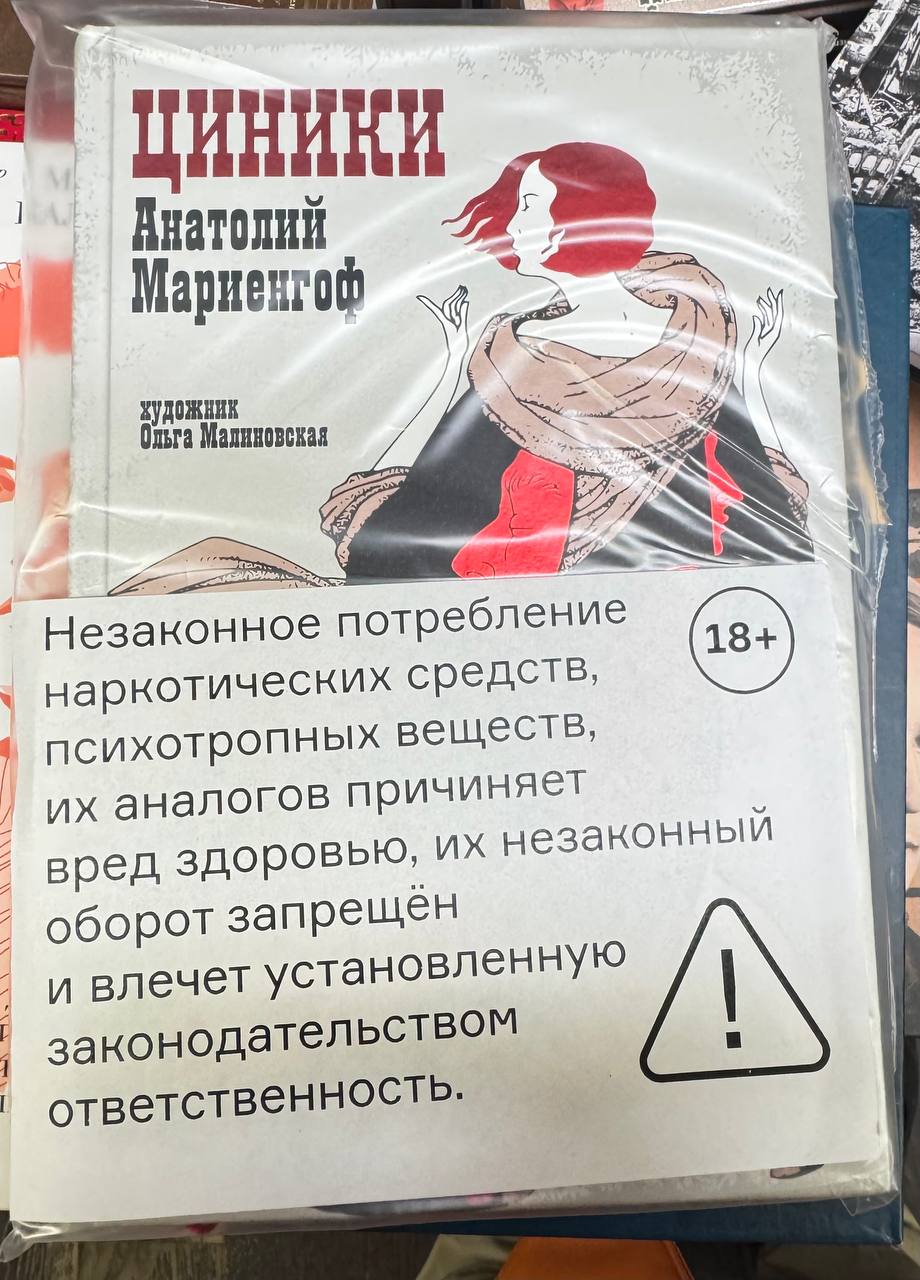 ЦИНИКИ
Анатолий
Мариенгоф
художник
Ольга Малиновская
Незаконное потребление
наркотических средств,
психотропных веществ,
их аналогов причиняет
вред здоровью, их незаконный
оборот запрещён
и влечет установленную
законодательством
ответственность.
18+
!